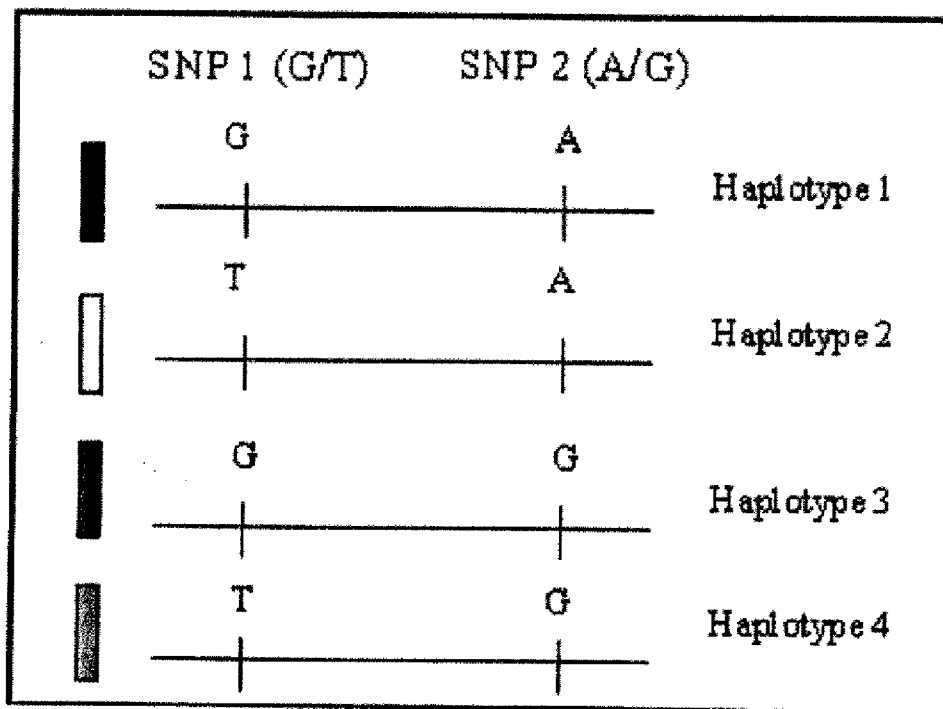 SNP 1 (G/T) SNP 2 (A/G)
G A
Haplotype 1
T A
Haplotype 2
G G
Haplotype 3
T G
Haplotype 4